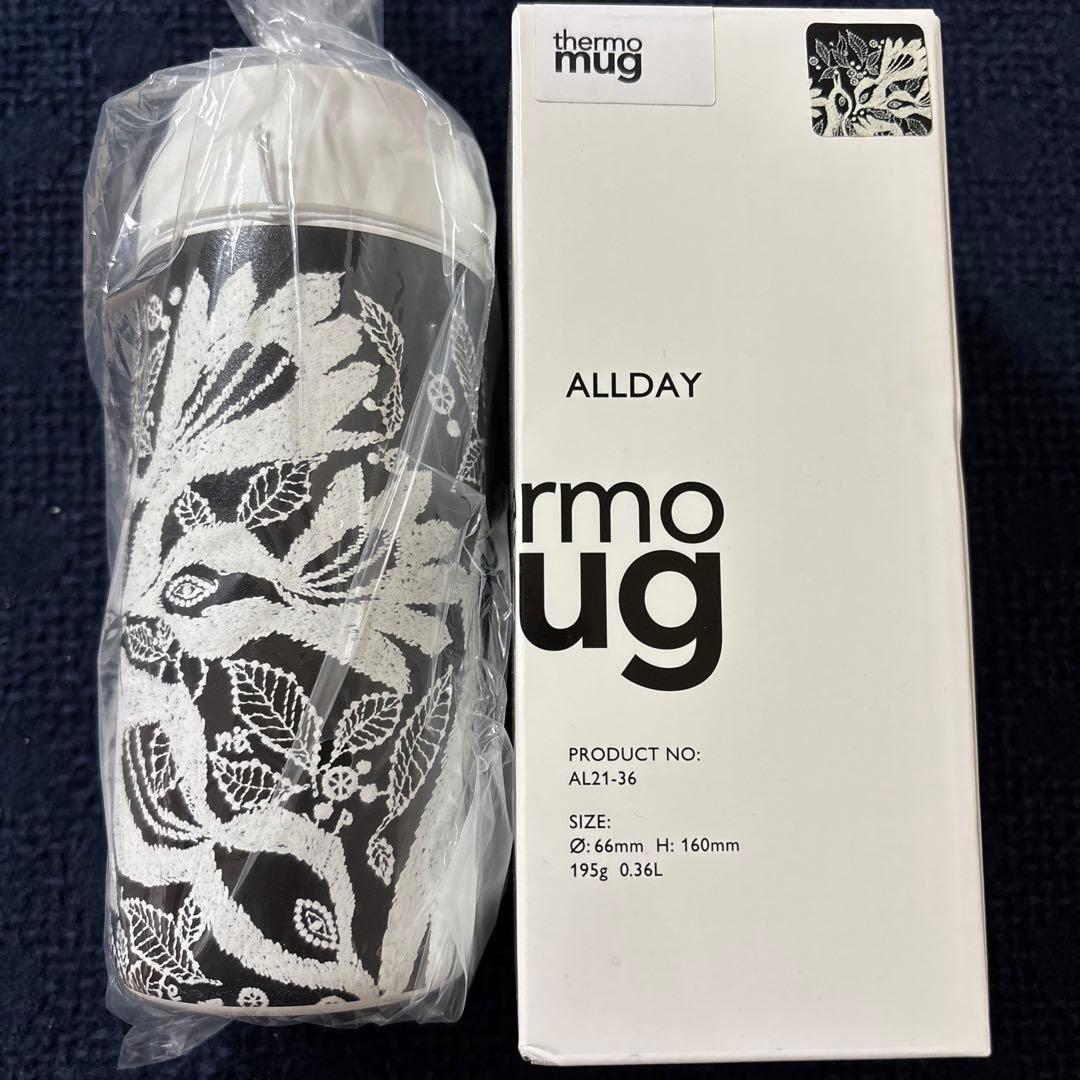 thermo
mug
ALLDAY
rmo
ug
PRODUCT NO:
AL21-36
SIZE:
Ø: 66mm H: 160mm
195g 0.36L